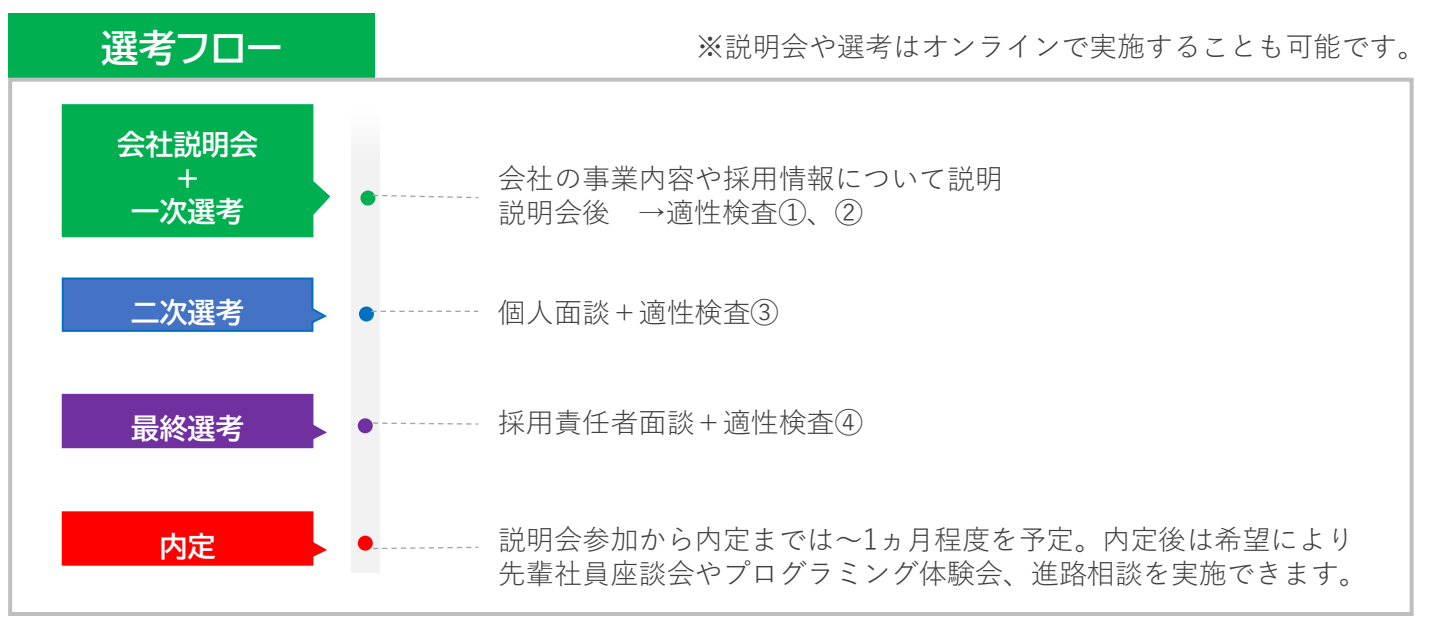 選考フロー
※説明会や選考はオンラインで実施することも可能です。
会社説明会
＋
一次選考
会社の事業内容や採用情報について説明
説明会後　→適性検査①、②
二次選考
個人面談＋適性検査③
最終選考
採用責任者面談＋適性検査④
内定
説明会参加から内定までは～1ヵ月程度を予定。内定後は希望により
先輩社員座談会やプログラミング体験会、進路相談を実施できます。